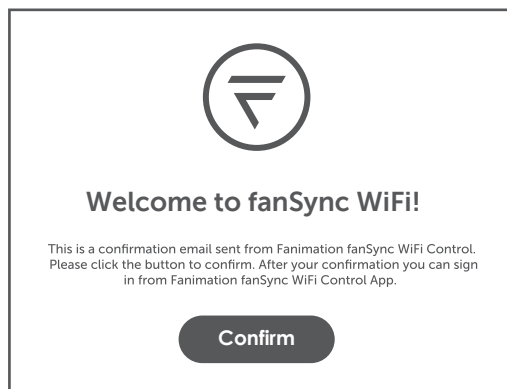 Welcome to fanSync WiFi!
This is a confirmation email sent from Fanimation fanSync WiFi Control.
Please click the button to confirm. After your confirmation you can sign
in from Fanimation fanSync WiFi Control App.
Confirm